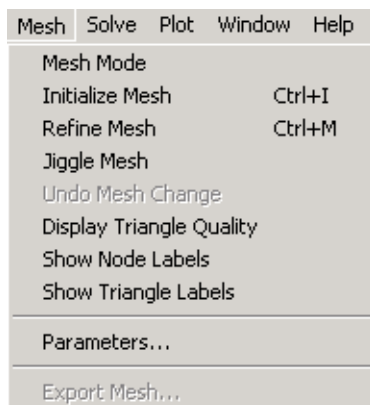 Mesh Solve Plot Window Help
Mesh Mode
Initialize Mesh Ctrl+I
Refine Mesh Ctrl+M
Jiggle Mesh
Undo Mesh Change
Display Triangle Quality
Show Node Labels
Show Triangle Labels
Parameters...
Export Mesh...